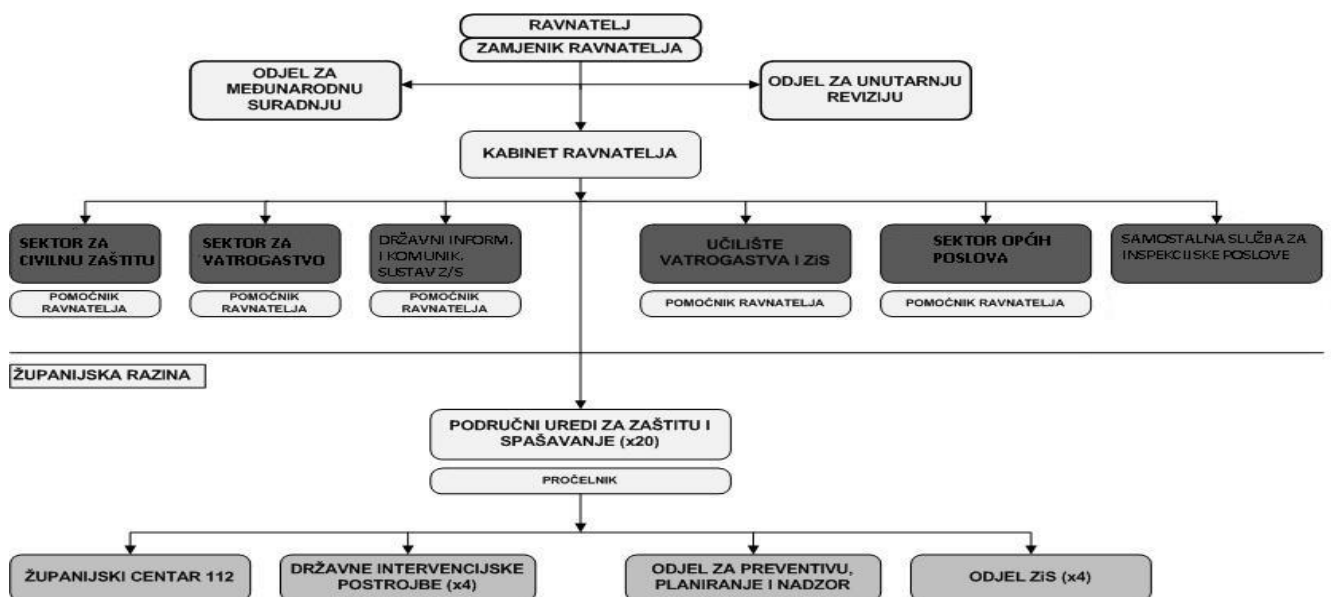 RAVNATELJ
ZAMJENIK RAVNATELJA
ODJEL ZA
MEĐUNARODNU
SURADNJU
ODJEL ZA UNUTARNJU
REVIZIJU
KABINET RAVNATELJA
SEKTOR ZA
CIVILNU ZAŠTITU
POMOĆNIK
RAVNATELJA
SEKTOR ZA
VATROGASTVO
POMOĆNIK
RAVNATELJA
DRŽAVNI INFORM.
I KOMUNIK.
SUSTAV Z/S
POMOĆNIK
RAVNATELJA
UČILIŠTE
VATROGASTVA I ZiS
POMOĆNIK RAVNATELJA
SEKTOR OPĆIH
POSLOVA
POMOĆNIK RAVNATELJA
SAMOSTALNA SLUŽBA ZA
INSPEKCIJSKE POSLOVE
ŽUPANIJSKA RAZINA
PODRUČNI UREDI ZA ZAŠTITU I
SPAŠAVANJE (x20)
PROČELNIK
ŽUPANIJSKI CENTAR 112
DRŽAVNE INTERVENCIJSKE
POSTROJBE (x4)
ODJEL ZA PREVENTIVU,
PLANIRANJE I NADZOR
ODJEL ZiS (x4)